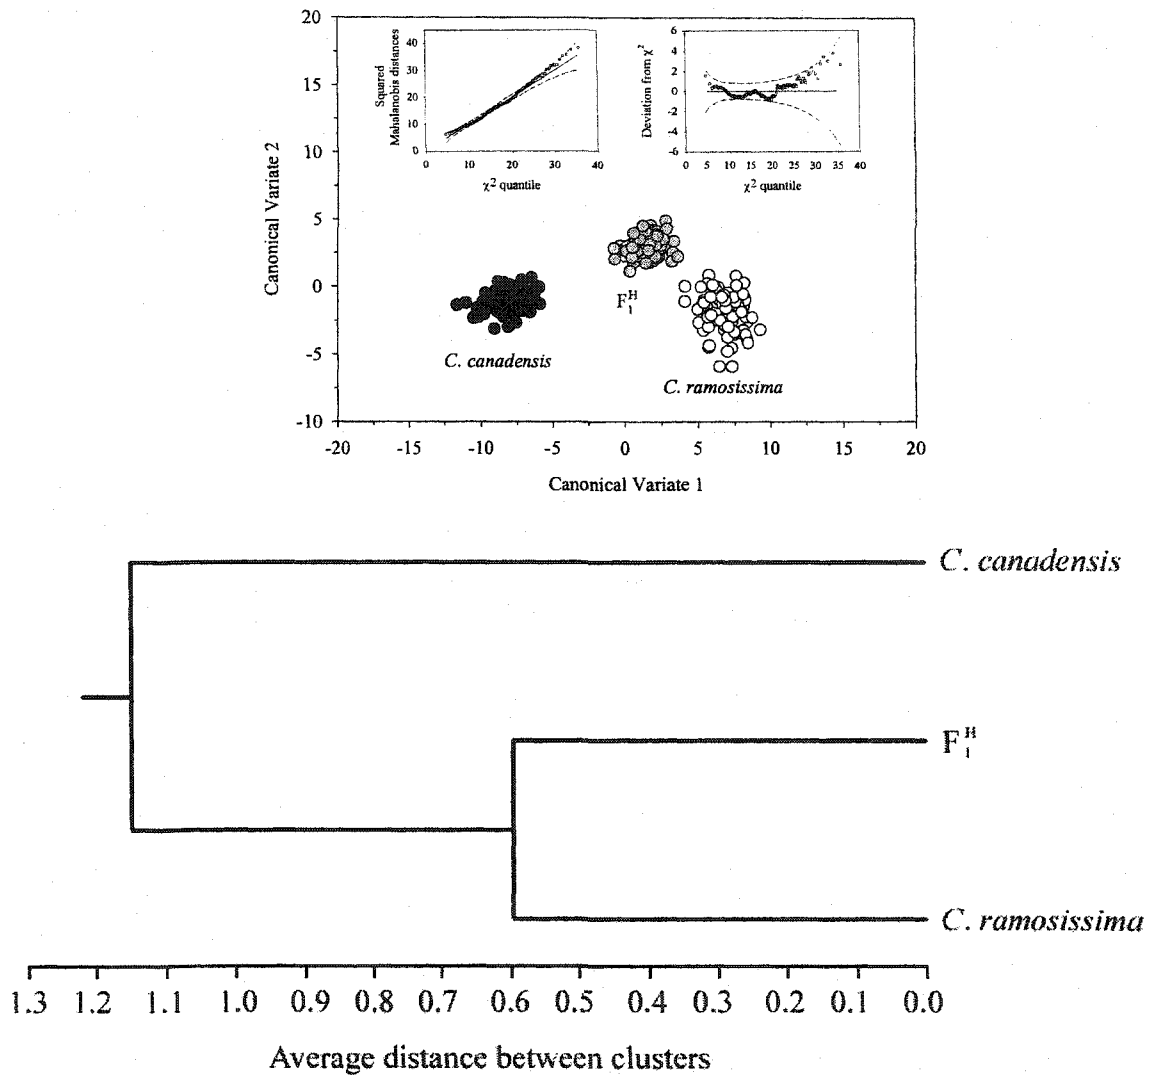 20
15
10
5
0
-5
-10
Canonical Variate 2
Squared
Mahalanobis distances
40
30
20
10
0
0 10 20 30 40
χ² quantile
Deviation from χ²
6
4
2
0
-2
-4
-6
0 5 10 15 20 25 30 35 40
χ² quantile
F₁ᴴ
C. canadensis
C. ramosissima
-20 -15 -10 -5 0 5 10 15 20
Canonical Variate 1
C. canadensis
F₁ᴴ
C. ramosissima
1.3 1.2 1.1 1.0 0.9 0.8 0.7 0.6 0.5 0.4 0.3 0.2 0.1 0.0
Average distance between clusters